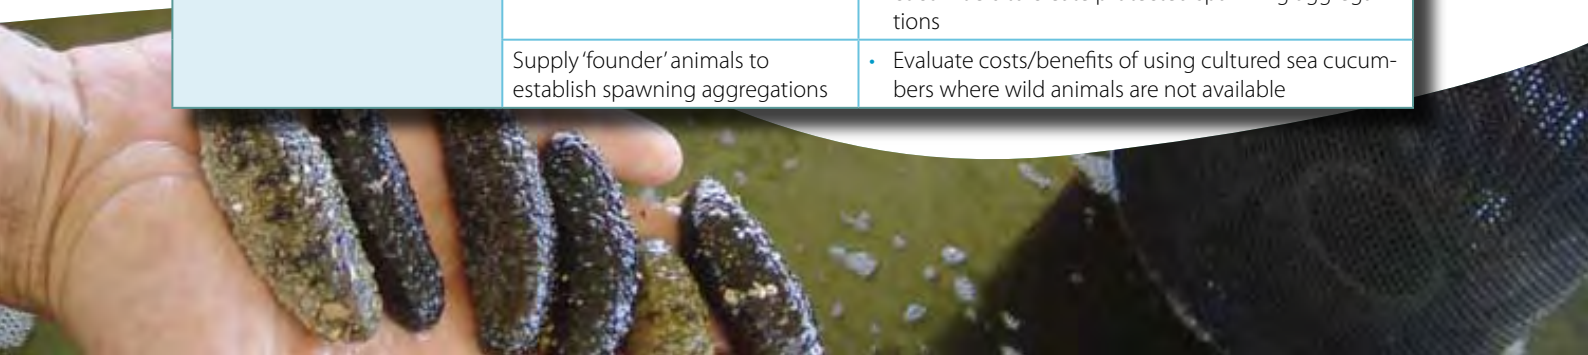 tions
Supply ‘founder’ animals to
establish spawning aggregations
• Evaluate costs/benefits of using cultured sea cucum-
bers where wild animals are not available